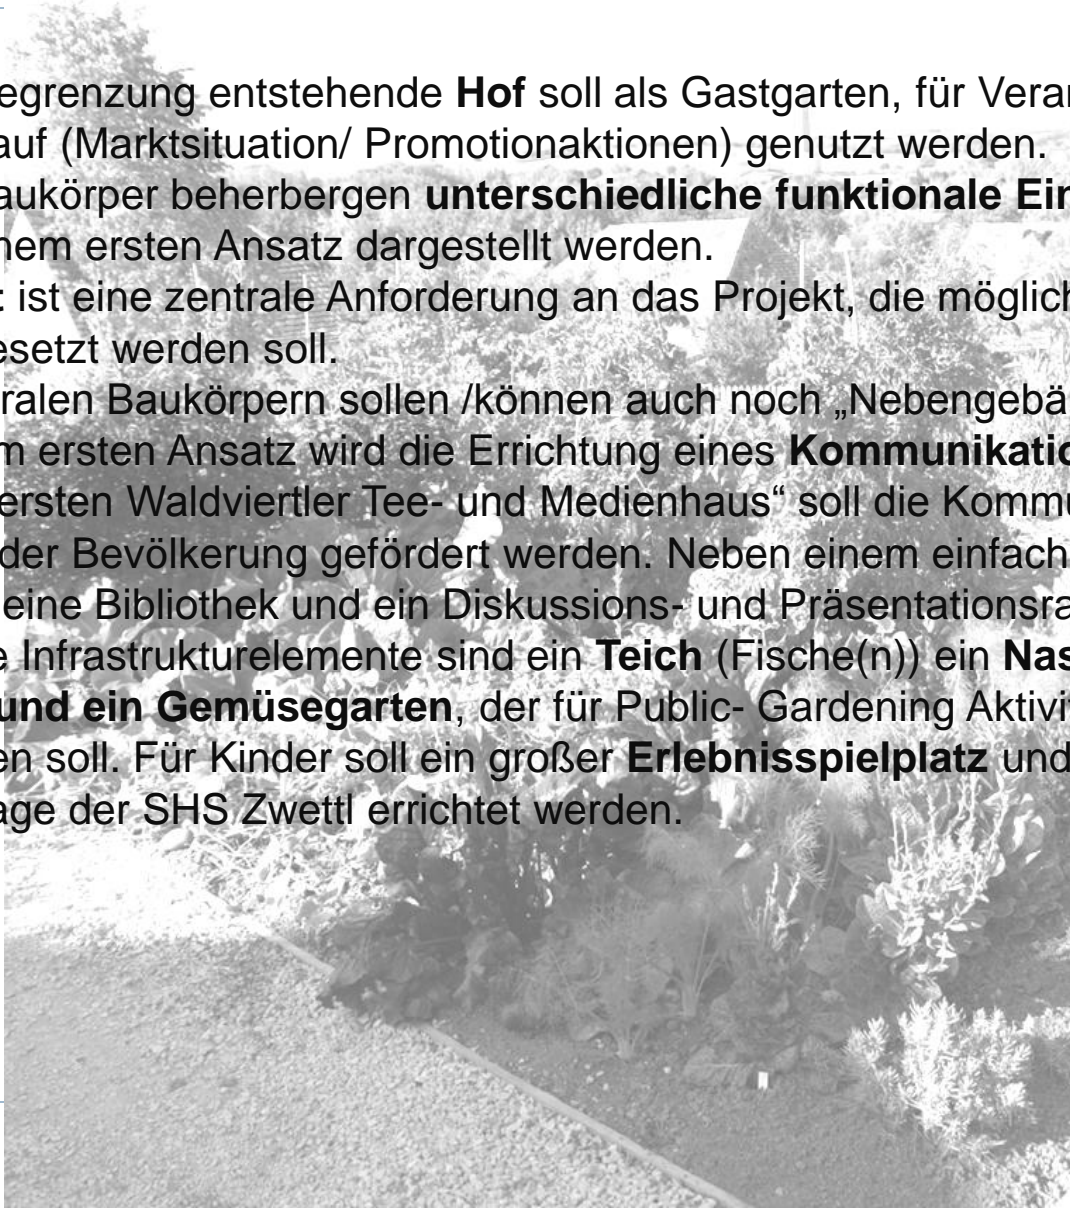 egrenzung entstehende Hof soll als Gastgarten, für Veran
auf (Marktsituation/ Promotionaktionen) genutzt werden.
aukörper beherbergen unterschiedliche funktionale Ein
nem ersten Ansatz dargestellt werden.
: ist eine zentrale Anforderung an das Projekt, die möglich
esetzt werden soll.
ralen Baukörpern sollen /können auch noch „Nebengebä
m ersten Ansatz wird die Errichtung eines Kommunikatio
ersten Waldviertler Tee- und Medienhaus“ soll die Kommu
der Bevölkerung gefördert werden. Neben einem einfach
eine Bibliothek und ein Diskussions- und Präsentationsra
e Infrastrukturelemente sind ein Teich (Fische(n)) ein Nas
und ein Gemüsegarten, der für Public- Gardening Aktivi
en soll. Für Kinder soll ein großer Erlebnisspielplatz und
age der SHS Zwettl errichtet werden.